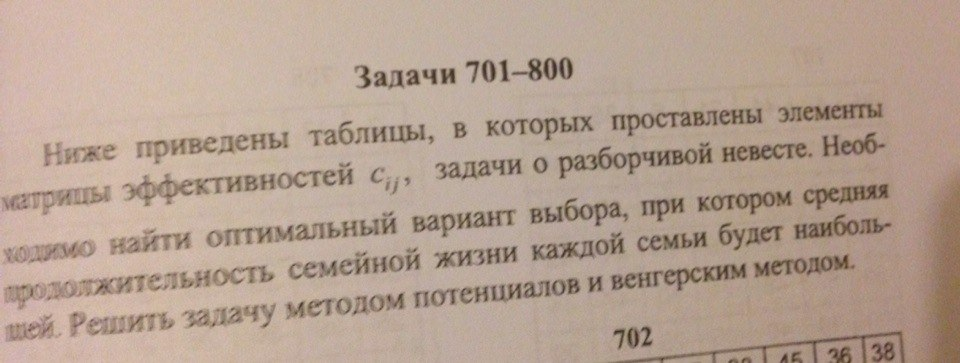 Задачи 701–800
Ниже приведены таблицы, в которых проставлены элементы
матрицы эффективностей cij, задачи о разборчивой невесте. Необ-
ходимо найти оптимальный вариант выбора, при котором средняя
продолжительность семейной жизни каждой семьи будет наиболь-
шей. Решить задачу методом потенциалов и венгерским методом.
702
45 36 38